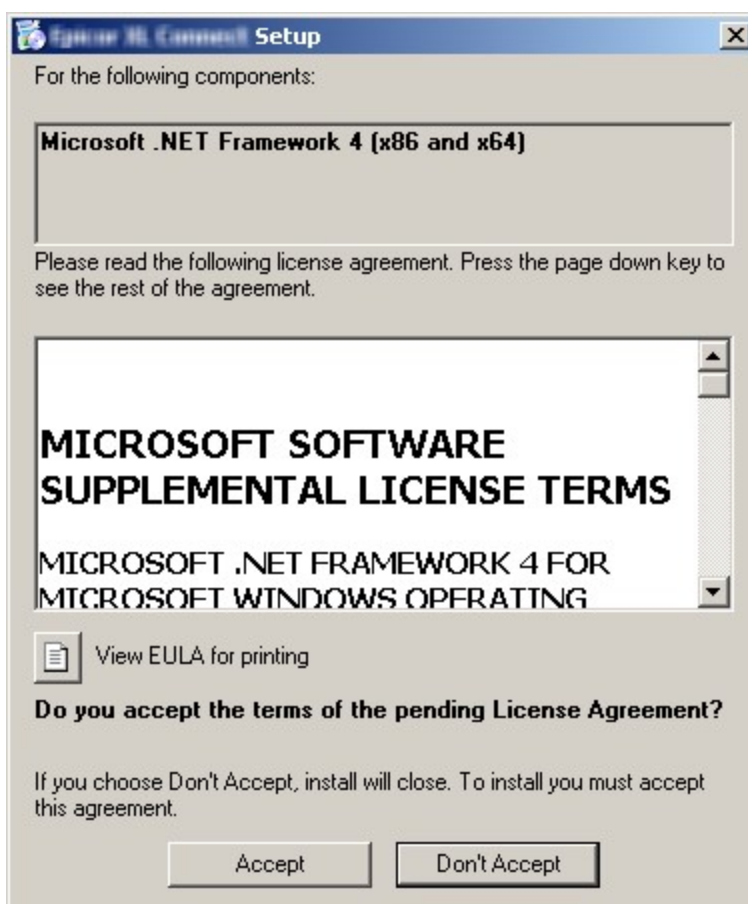 Setup
For the following components:
Microsoft .NET Framework 4 (x86 and x64)
Please read the following license agreement. Press the page down key to
see the rest of the agreement.
MICROSOFT SOFTWARE
SUPPLEMENTAL LICENSE TERMS
MICROSOFT .NET FRAMEWORK 4 FOR
MICROSOFT WINDOWS OPERATING
View EULA for printing
Do you accept the terms of the pending License Agreement?
If you choose Don't Accept, install will close. To install you must accept
this agreement.
Accept
Don't Accept